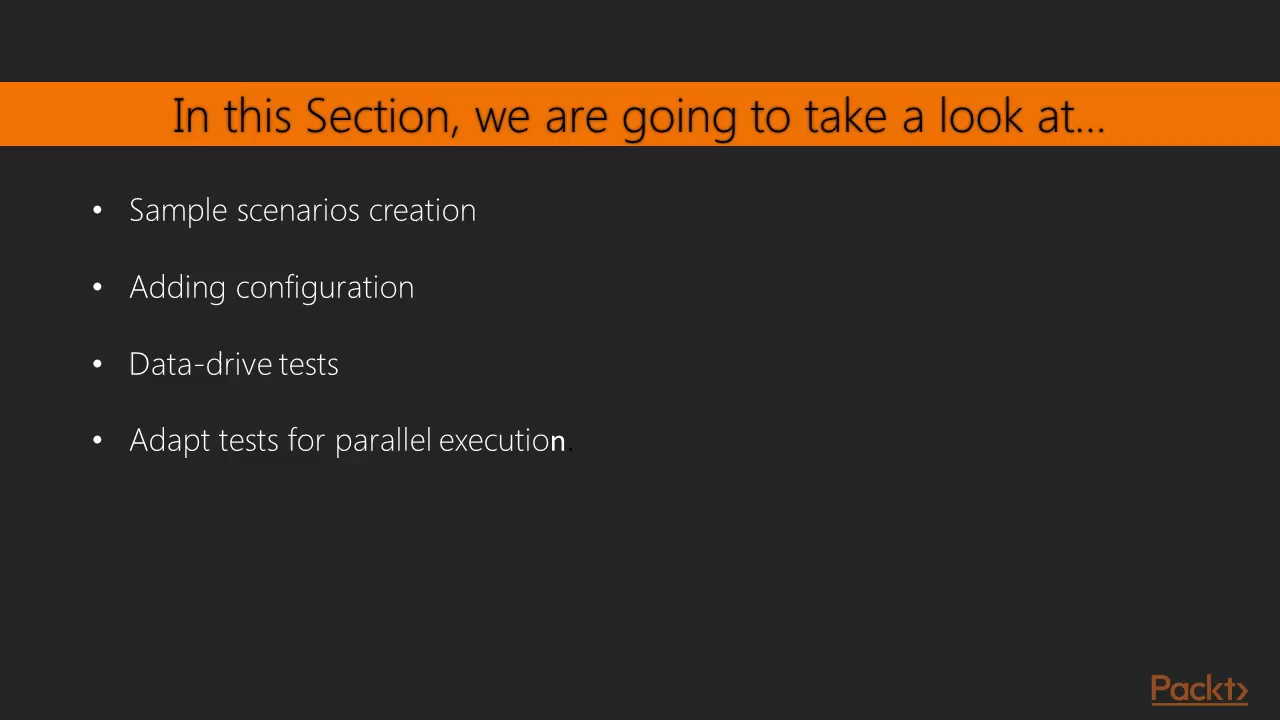 In this Section, we are going to take a look at...
• Sample scenarios creation
• Adding configuration
• Data-drive tests
• Adapt tests for parallel execution.
Packt>